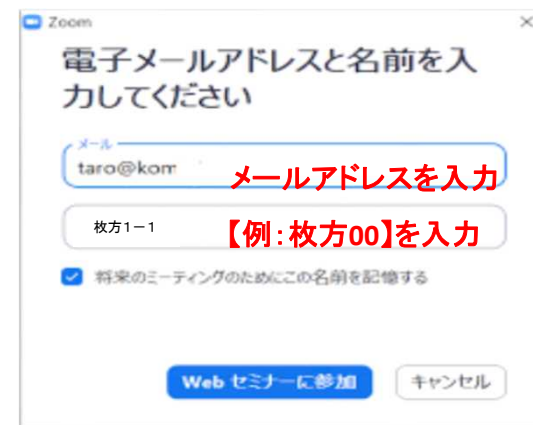 Zoom
電子メールアドレスと名前を入
力してください
メール
taro@kom
メールアドレスを入力
枚方1－1
【例：枚方00】を入力
将来のミーティングのためにこの名前を記憶する
Web セミナーに参加
キャンセル